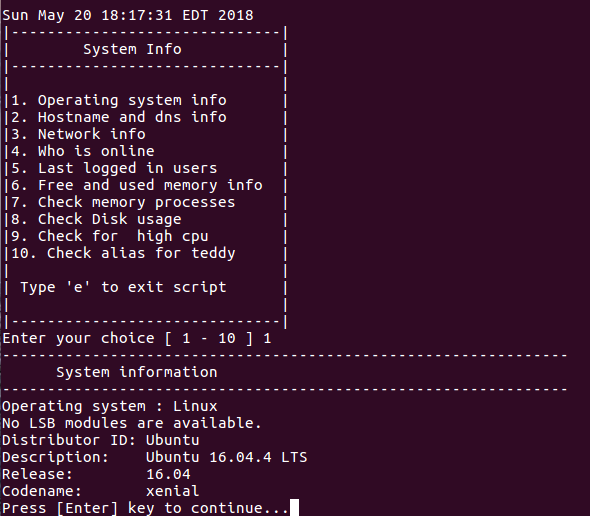 Sun May 20 18:17:31 EDT 2018
|------------------------------|
|        System Info           |
|------------------------------|
|                              |
|1. Operating system info      |
|2. Hostname and dns info      |
|3. Network info               |
|4. Who is online              |
|5. Last logged in users       |
|6. Free and used memory info  |
|7. Check memory processes     |
|8. Check Disk usage           |
|9. Check for  high cpu        |
|10. Check alias for teddy     |
|                              |
| Type 'e' to exit script      |
|                              |
|------------------------------|
Enter your choice [ 1 - 10 ] 1
---------------------------------------------------------------
      System information
---------------------------------------------------------------
Operating system : Linux
No LSB modules are available.
Distributor ID: Ubuntu
Description:    Ubuntu 16.04.4 LTS
Release:        16.04
Codename:       xenial
Press [Enter] key to continue...